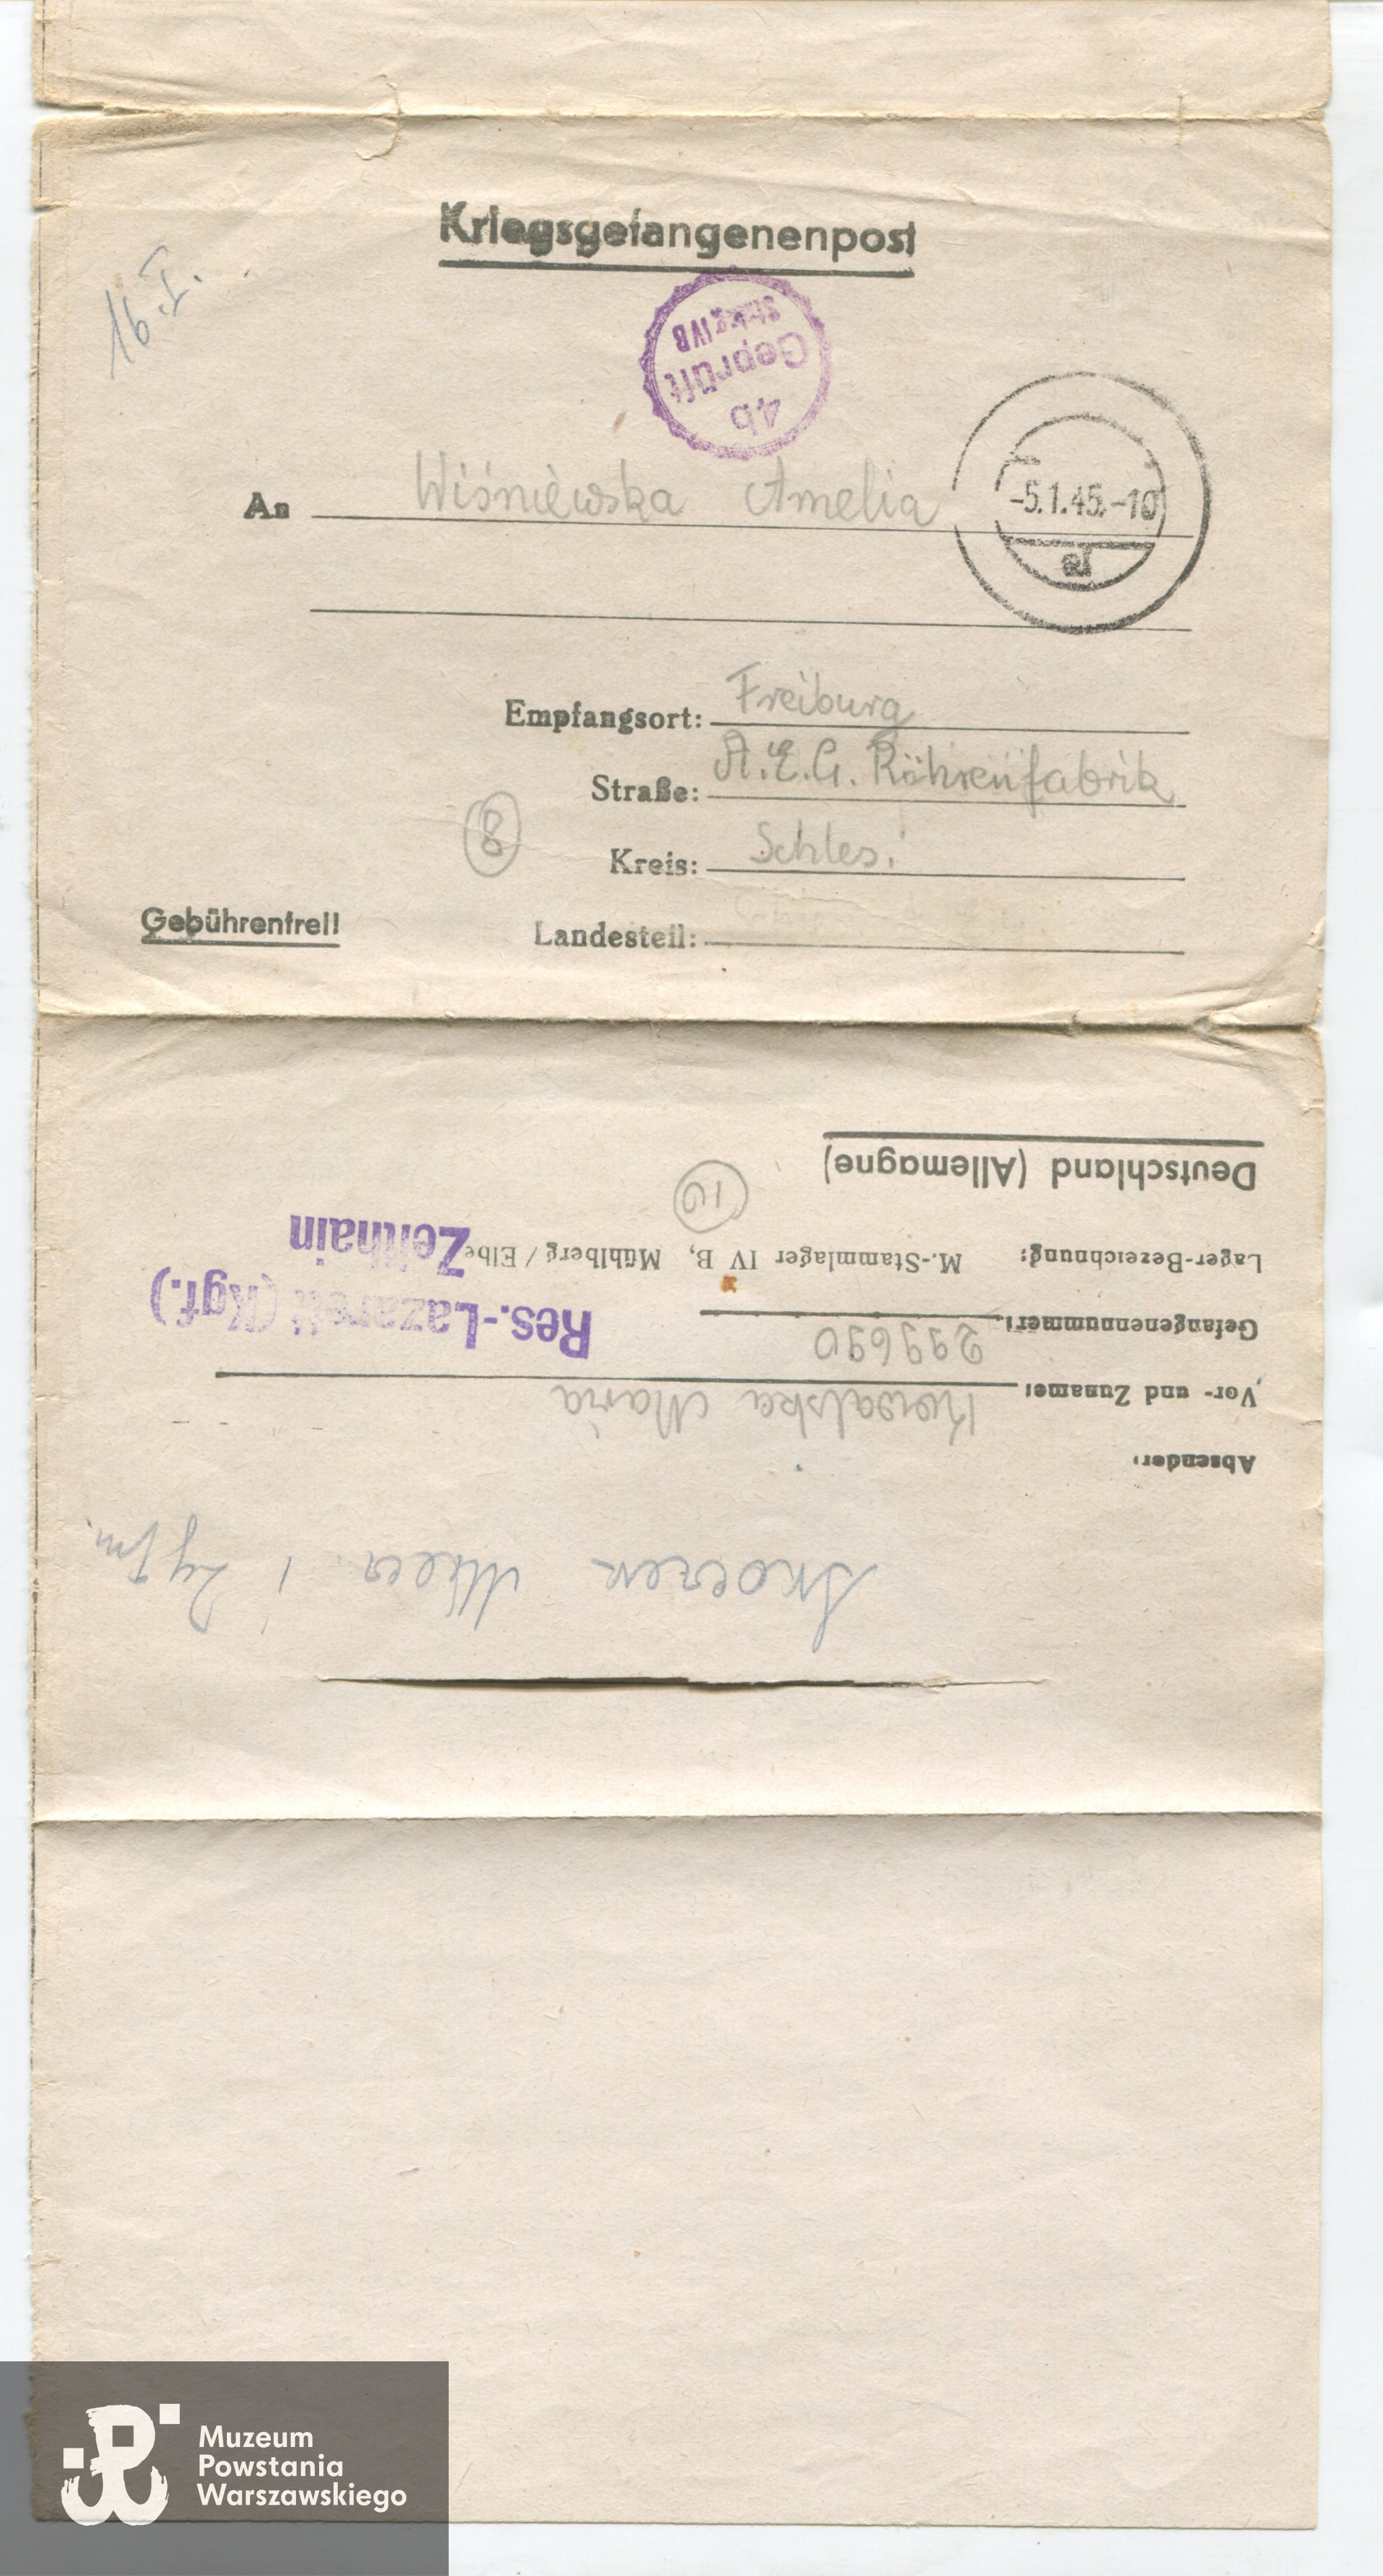 Kriegsgefangenenpost
16.I.
Stalag IV B
Geprüft
4b
An Wiśniewska Amelia
-5.1.45.-10
al
Empfangsort: Freiburg
Straße: A.E.G. Röhrenfabrik
8
Kreis: Schles.
Gebührenfrei!
Landesteil:
Absender:
Vor- und Zuname: Kowalska Maria
Gefangenennummer: 299690
Res.-Lazarett (Kgf.)
Zeithain
Lager-Bezeichnung: M.-Stammlager IV B, Mühlberg / Elbe
10
Deutschland (Allemagne)
Muzeum
Powstania
Warszawskiego